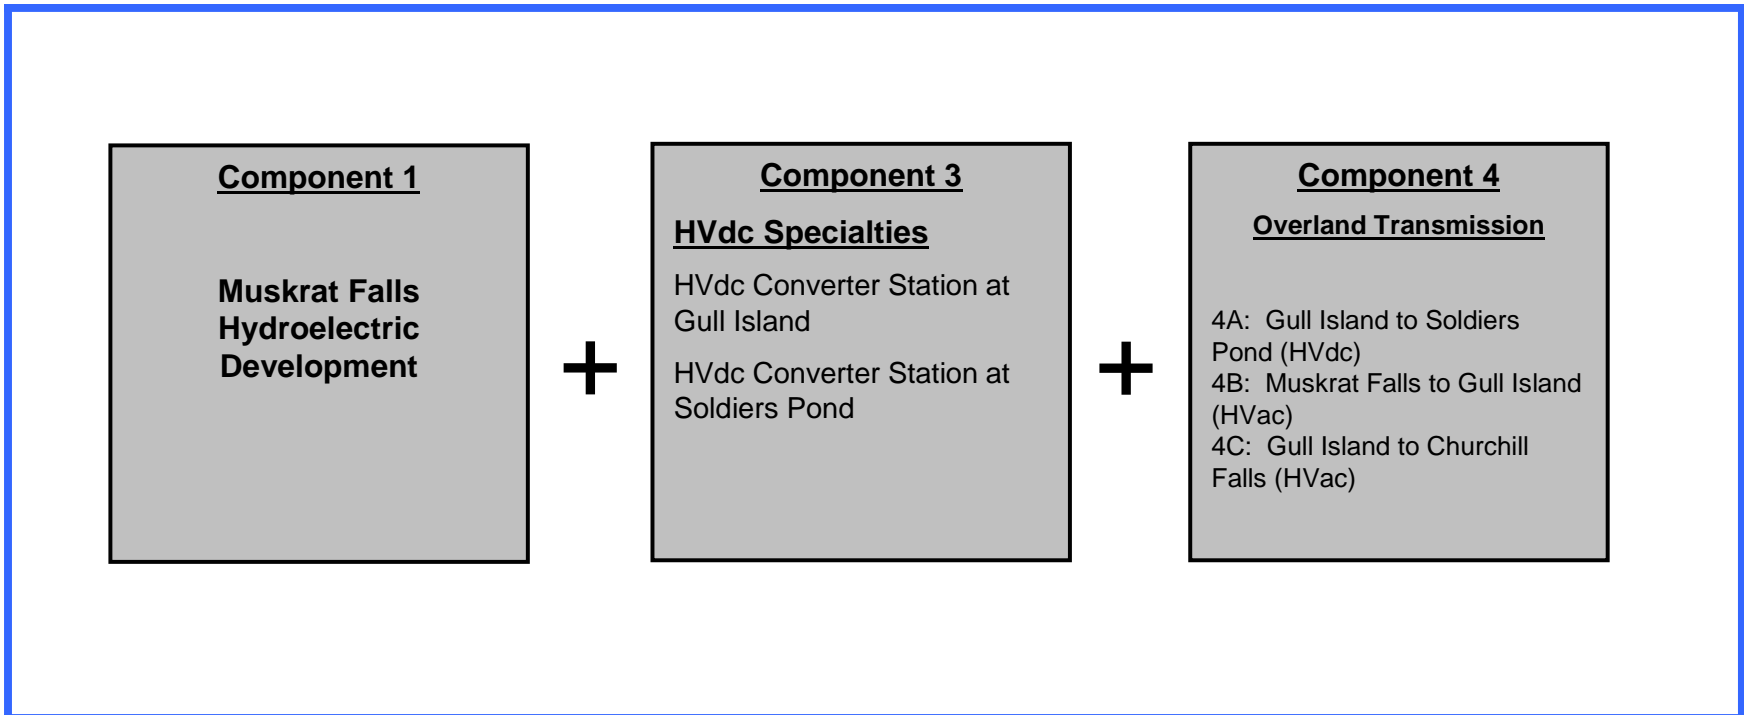 Component 1
Muskrat Falls
Hydroelectric
Development
+
Component 3
HVdc Specialties
HVdc Converter Station at
Gull Island
HVdc Converter Station at
Soldiers Pond
+
Component 4
Overland Transmission
4A:  Gull Island to Soldiers
Pond (HVdc)
4B:  Muskrat Falls to Gull Island
(HVac)
4C:  Gull Island to Churchill
Falls (HVac)